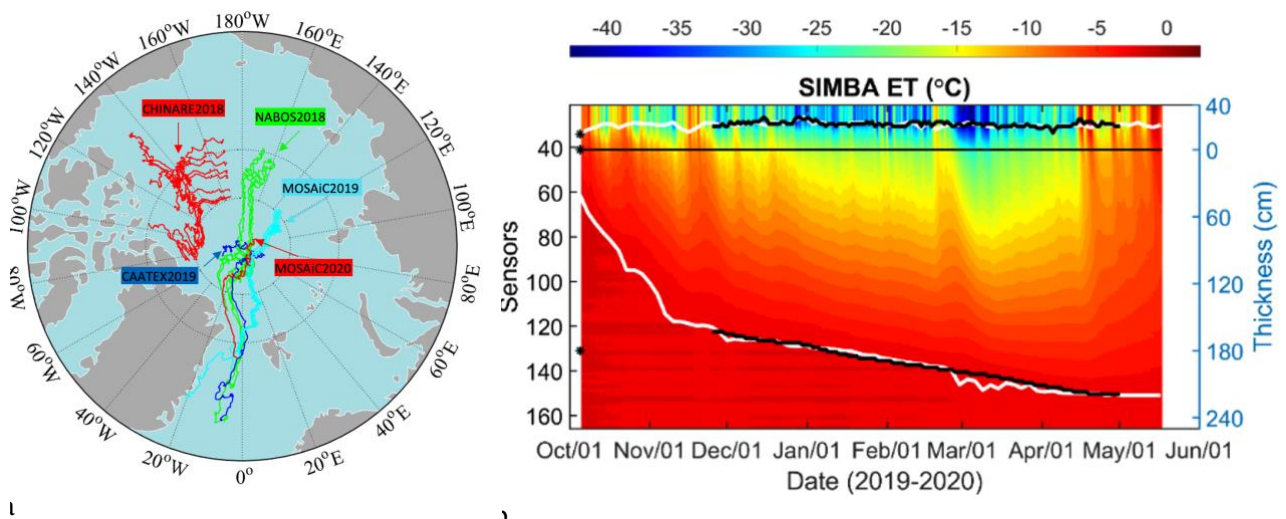 180°W
160°W
160°E
140°W
140°E
120°W
120°E
100°W
100°E
80°W
80°E
60°W
60°E
40°W
40°E
20°W
20°E
0°
CHINARE2018
NABOS2018
MOSAiC2019
CAATEX2019
MOSAiC2020
-40 -35 -30 -25 -20 -15 -10 -5 0
SIMBA ET (°C)
Sensors
40
60
80
100
120
140
160
40
0
60
120
180
240
Thickness (cm)
Oct/01 Nov/01 Dec/01 Jan/01 Feb/01 Mar/01 Apr/01 May/01 Jun/01
Date (2019-2020)